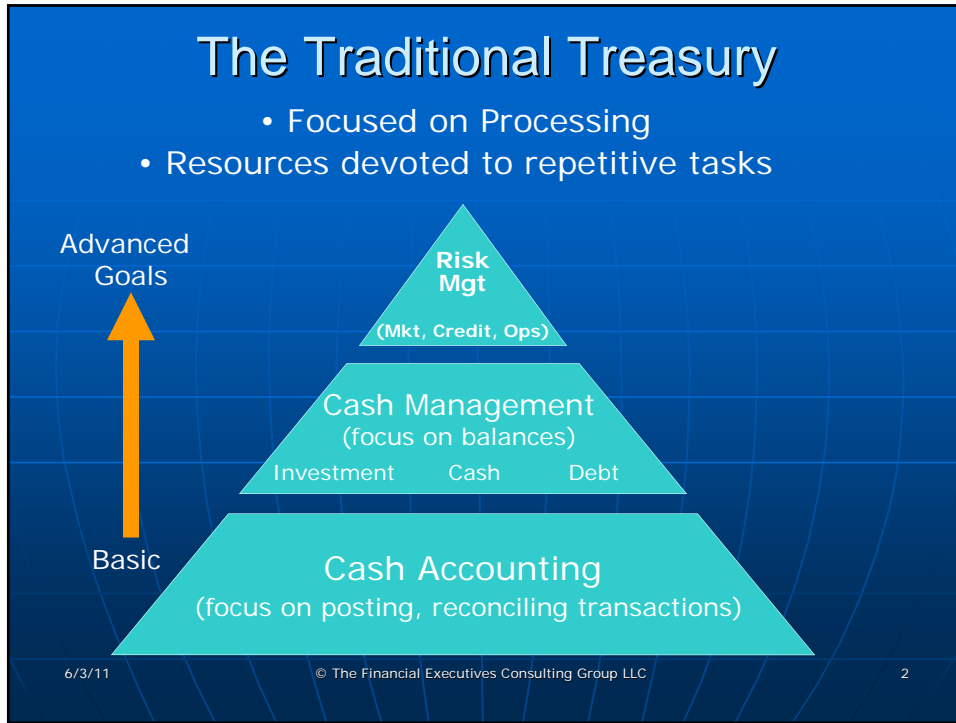 The Traditional Treasury
• Focused on Processing
• Resources devoted to repetitive tasks
Advanced
Goals
Risk
Mgt
(Mkt, Credit, Ops)
Cash Management
(focus on balances)
Investment Cash Debt
Basic
Cash Accounting
(focus on posting, reconciling transactions)
6/3/11 © The Financial Executives Consulting Group LLC 2